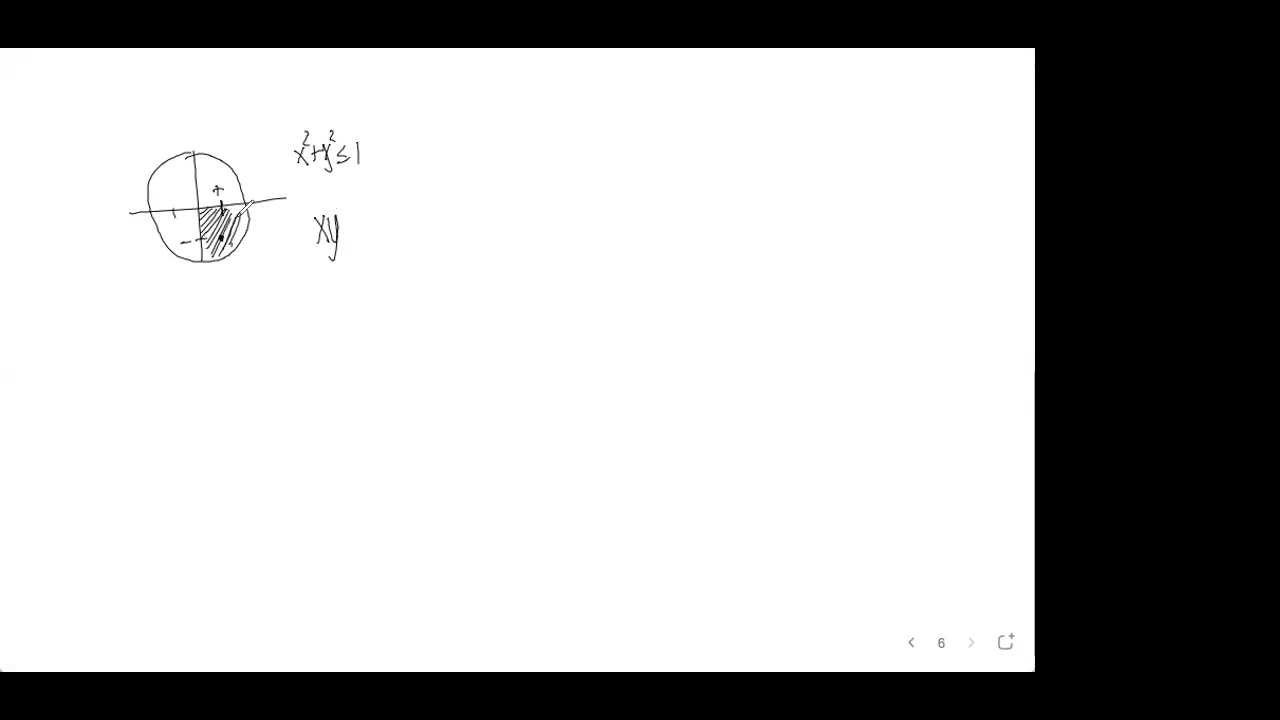 x²+y²≤1
+
−
xy
< 6 >